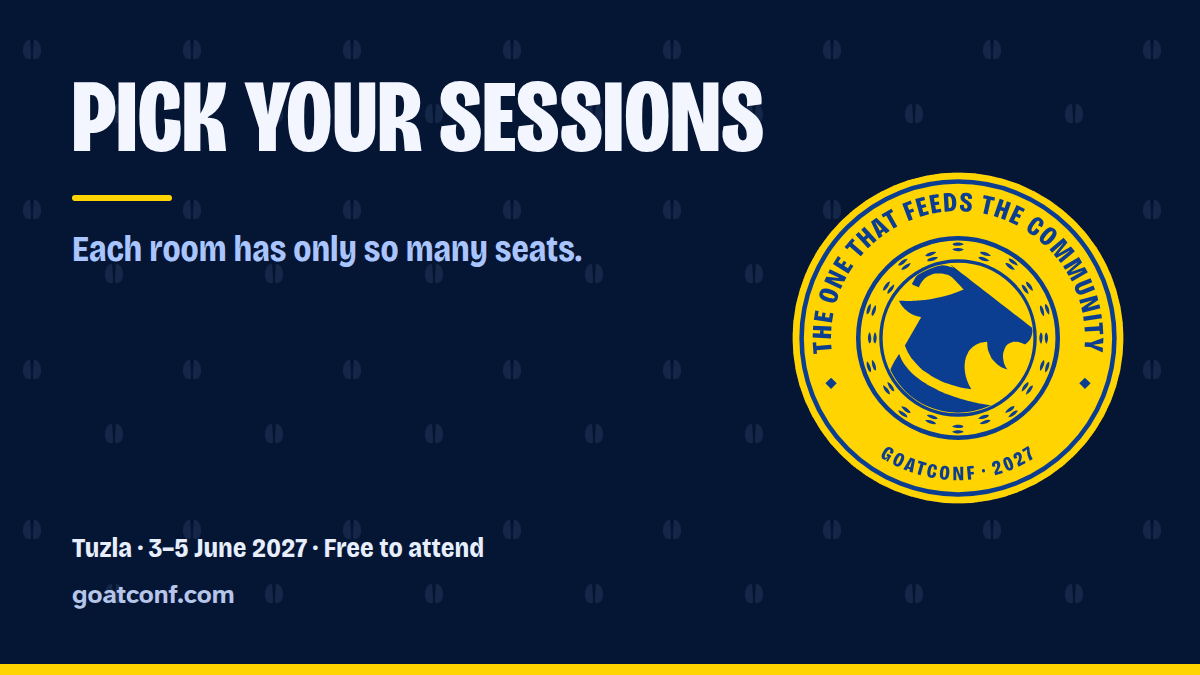 PICK YOUR SESSIONS
Each room has only so many seats.
THE ONE THAT FEEDS THE COMMUNITY
GOATCONF · 2027
Tuzla · 3–5 June 2027 · Free to attend
goatconf.com